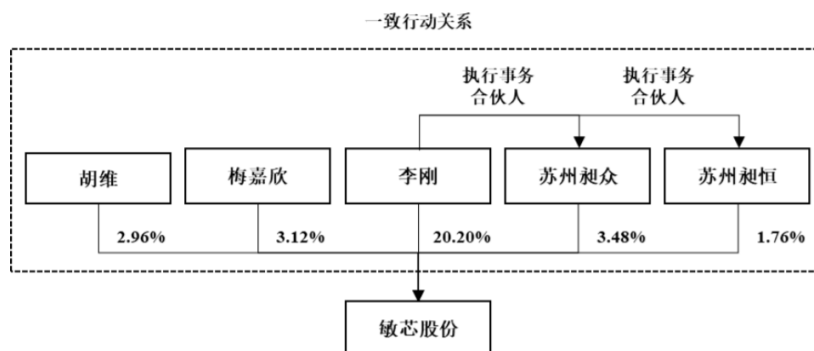 一致行动关系
执行事务
合伙人
执行事务
合伙人
胡维
梅嘉欣
李刚
苏州昶众
苏州昶恒
2.96%
3.12%
20.20%
3.48%
1.76%
敏芯股份